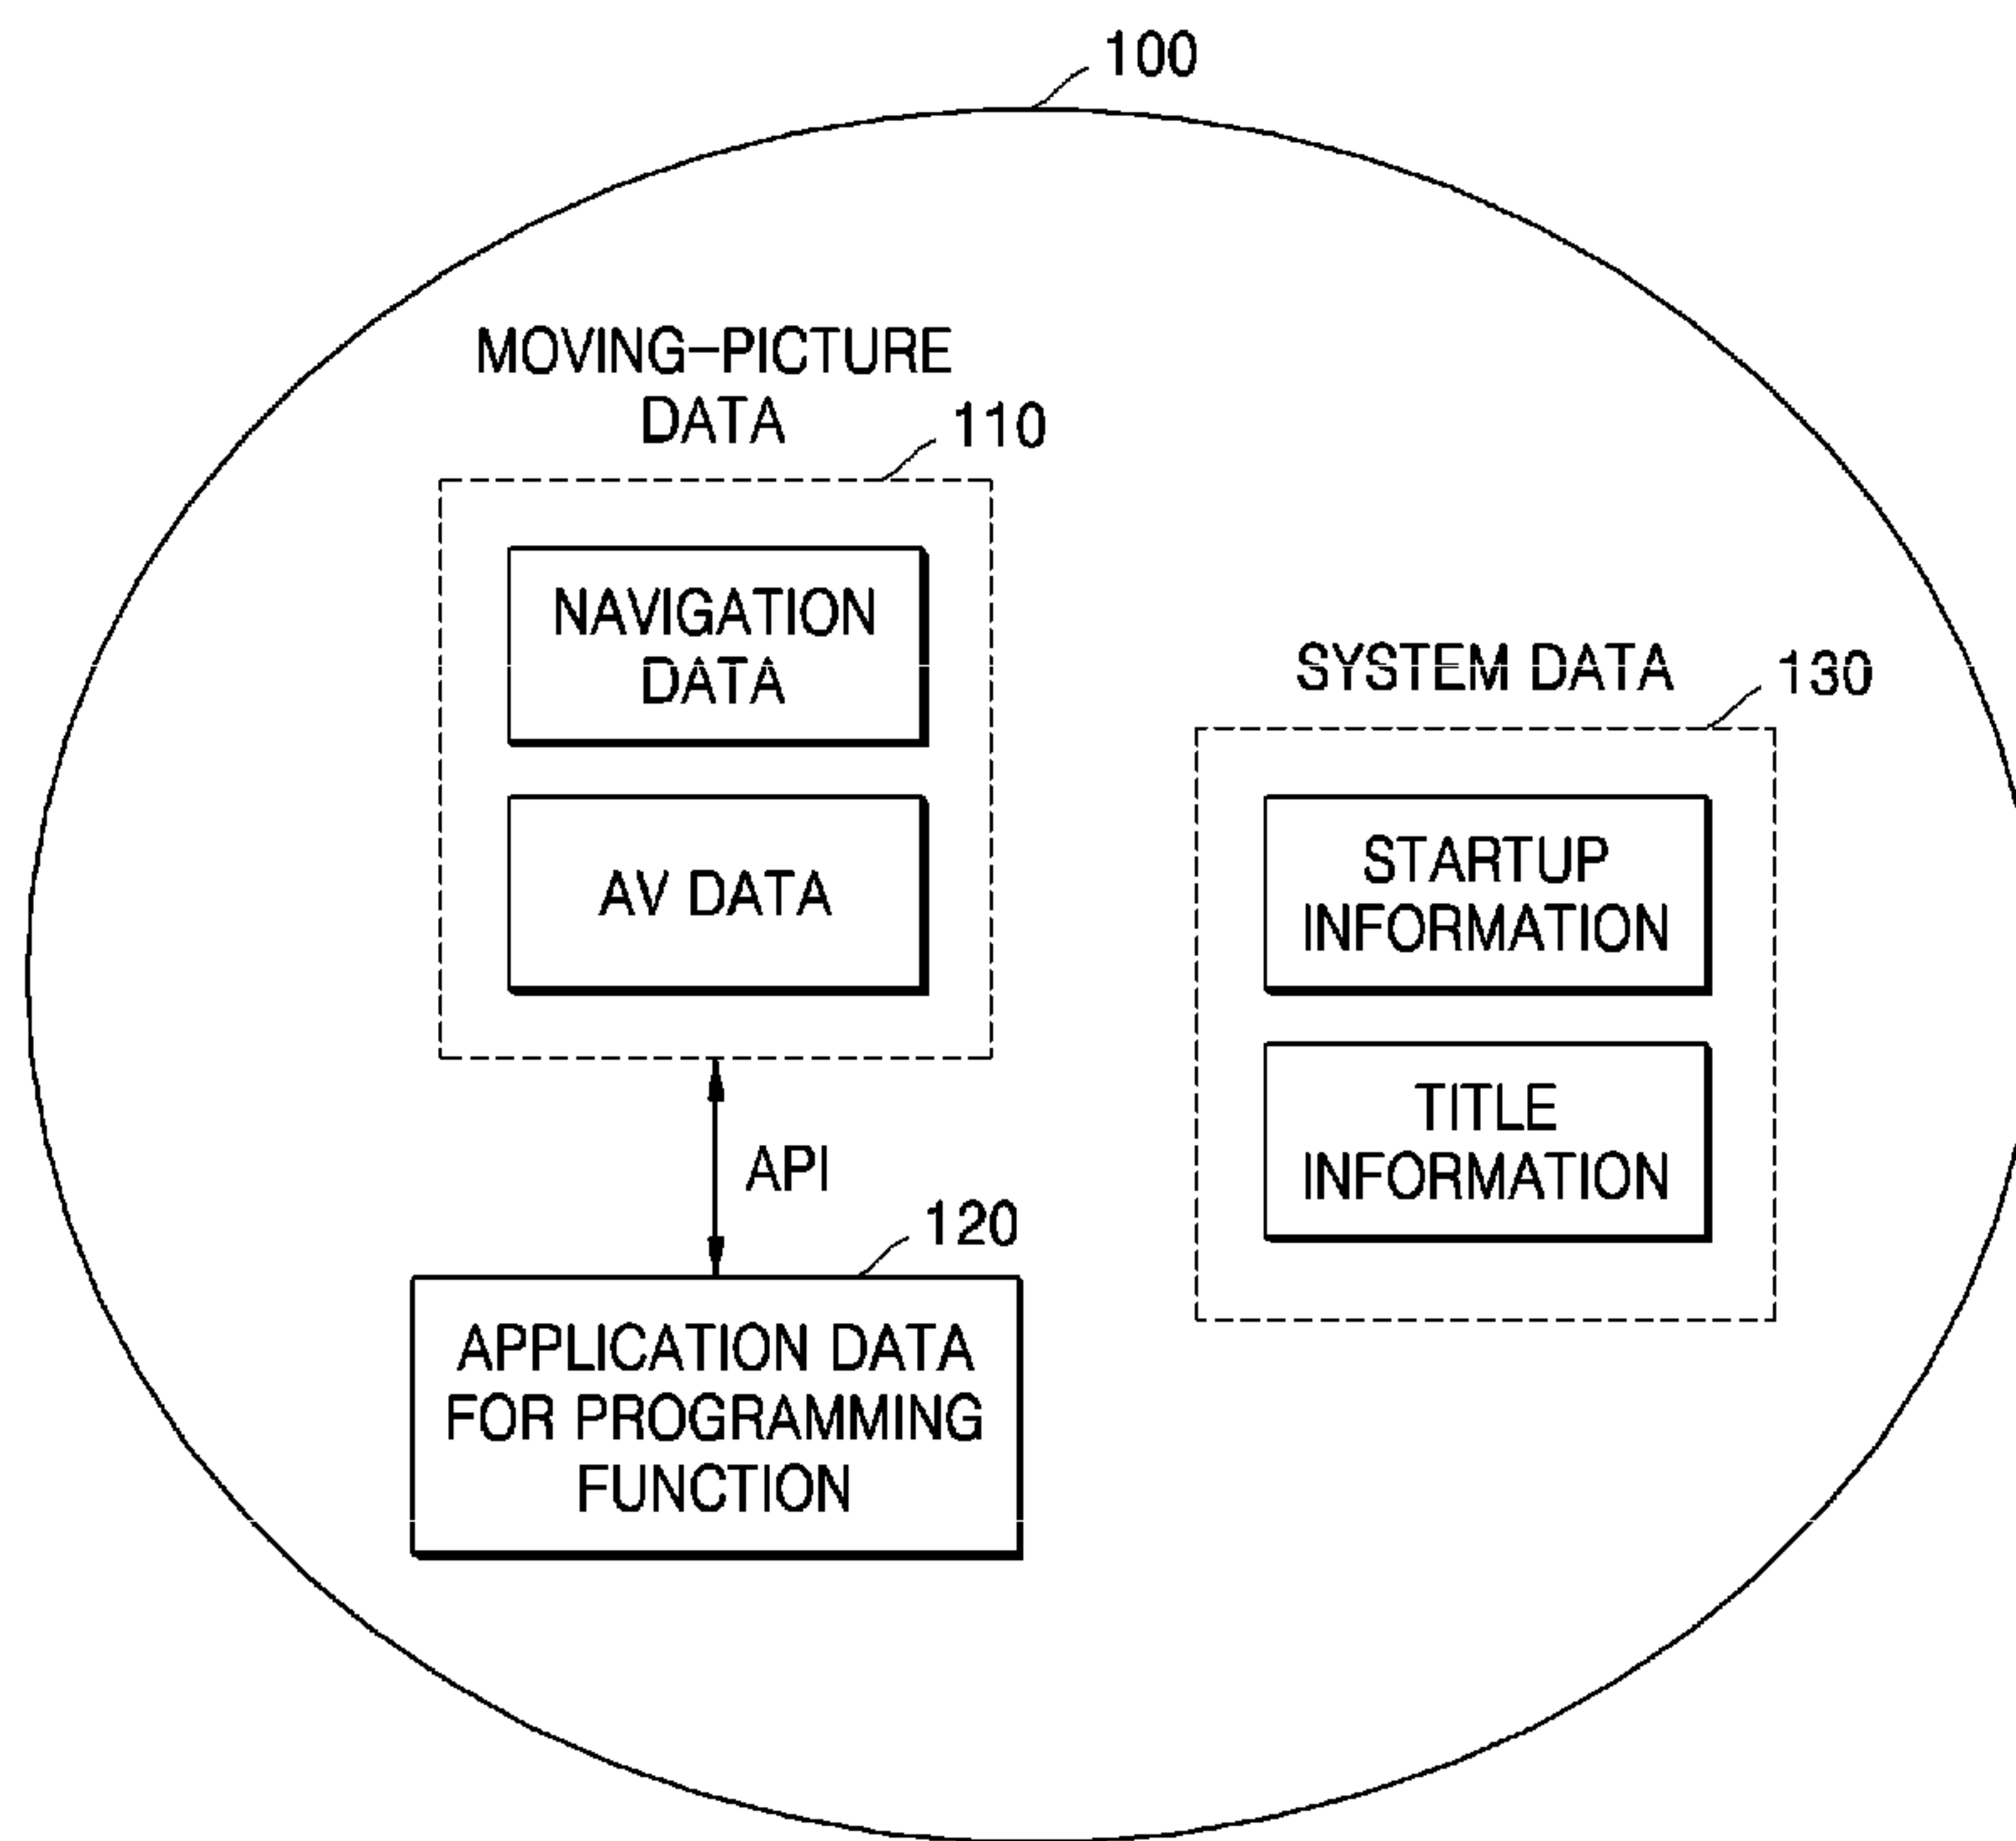 100
MOVING-PICTURE
DATA
110
NAVIGATION
DATA
AV DATA
API
120
APPLICATION DATA
FOR PROGRAMMING
FUNCTION
SYSTEM DATA
130
STARTUP
INFORMATION
TITLE
INFORMATION